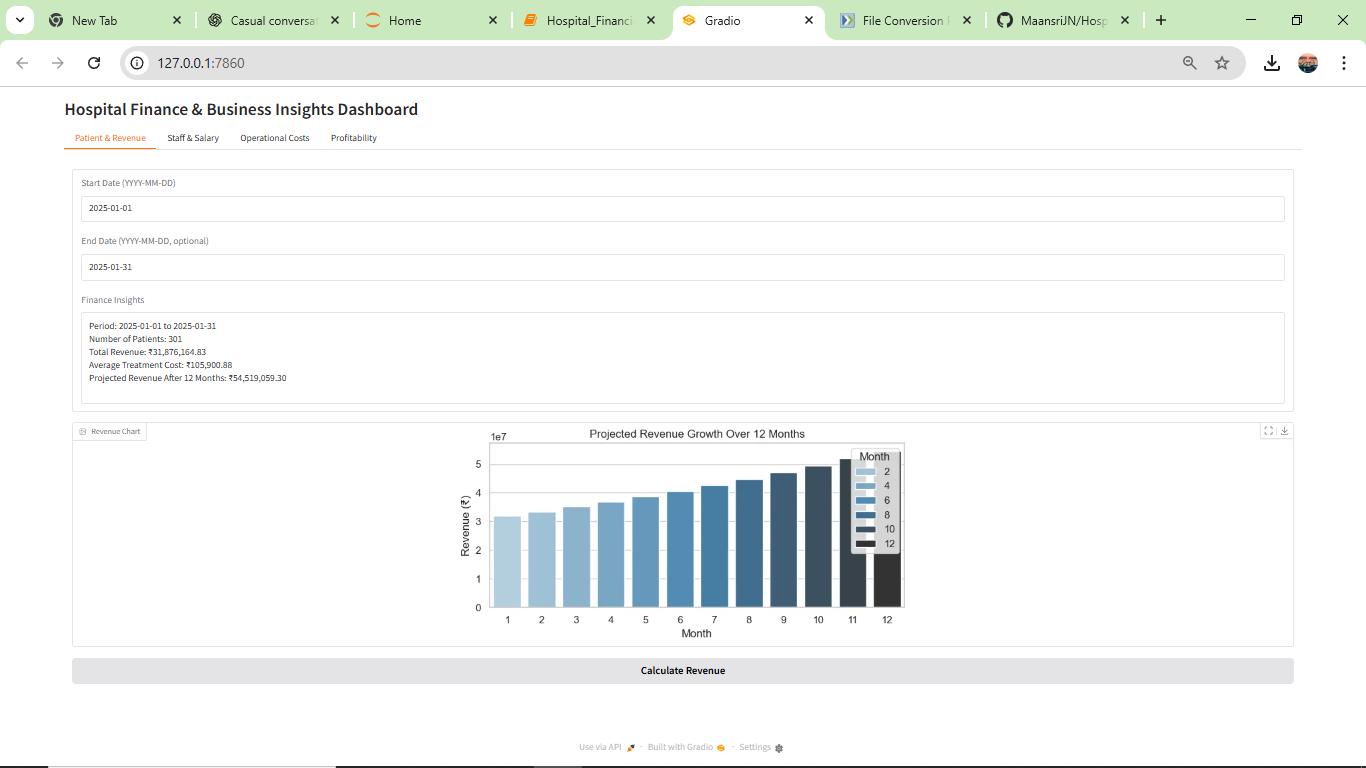 New Tab
Casual conversat
Home
Hospital_Financi
Gradio
File Conversion
MaansriJN/Hosp
127.0.0.1:7860
Hospital Finance & Business Insights Dashboard
Patient & Revenue
Staff & Salary
Operational Costs
Profitability
Start Date (YYYY-MM-DD)
2025-01-01
End Date (YYYY-MM-DD, optional)
2025-01-31
Finance Insights
Period: 2025-01-01 to 2025-01-31
Number of Patients: 301
Total Revenue: ₹31,876,164.83
Average Treatment Cost: ₹105,900.88
Projected Revenue After 12 Months: ₹54,519,059.30
Revenue Chart
Projected Revenue Growth Over 12 Months
1e7
Month
2
4
6
8
10
12
5
4
3
2
1
0
Revenue (₹)
1 2 3 4 5 6 7 8 9 10 11 12
Month
Calculate Revenue
Use via API · Built with Gradio · Settings